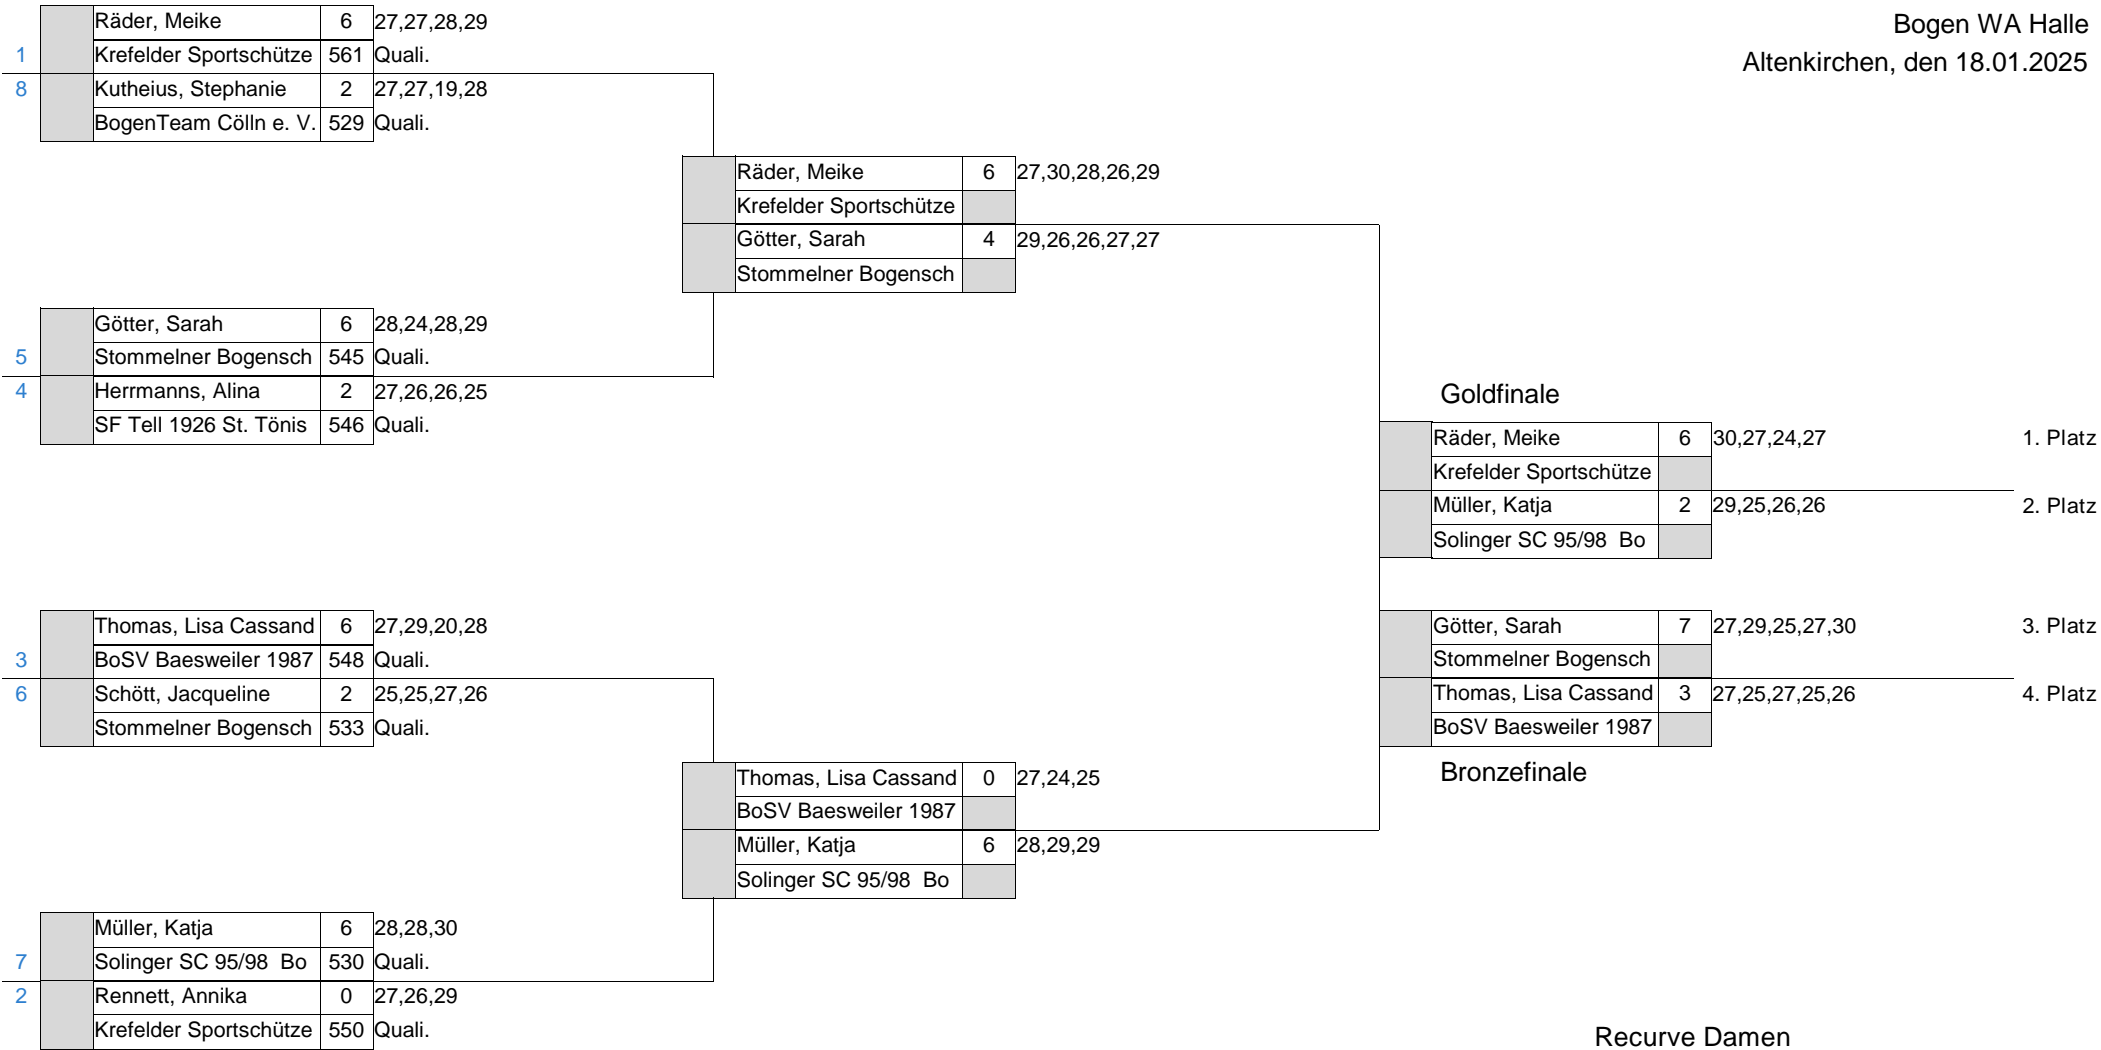 Bogen WA Halle
Altenkirchen, den 18.01.2025
Räder, Meike 6 27,27,28,29
1 Krefelder Sportschütze 561 Quali.
8 Kutheius, Stephanie 2 27,27,19,28
BogenTeam Cölln e. V. 529 Quali.
Räder, Meike 6 27,30,28,26,29
Krefelder Sportschütze
Götter, Sarah 4 29,26,26,27,27
Stommelner Bogensch
Götter, Sarah 6 28,24,28,29
5 Stommelner Bogensch 545 Quali.
4 Herrmanns, Alina 2 27,26,26,25
SF Tell 1926 St. Tönis 546 Quali.
Goldfinale
Räder, Meike 6 30,27,24,27 1. Platz
Krefelder Sportschütze
Müller, Katja 2 29,25,26,26 2. Platz
Solinger SC 95/98  Bo
Thomas, Lisa Cassand 6 27,29,20,28
3 BoSV Baesweiler 1987 548 Quali.
6 Schött, Jacqueline 2 25,25,27,26
Stommelner Bogensch 533 Quali.
Götter, Sarah 7 27,29,25,27,30 3. Platz
Stommelner Bogensch
Thomas, Lisa Cassand 3 27,25,27,25,26 4. Platz
BoSV Baesweiler 1987
Bronzefinale
Thomas, Lisa Cassand 0 27,24,25
BoSV Baesweiler 1987
Müller, Katja 6 28,29,29
Solinger SC 95/98  Bo
Müller, Katja 6 28,28,30
7 Solinger SC 95/98  Bo 530 Quali.
2 Rennett, Annika 0 27,26,29
Krefelder Sportschütze 550 Quali.
Recurve Damen